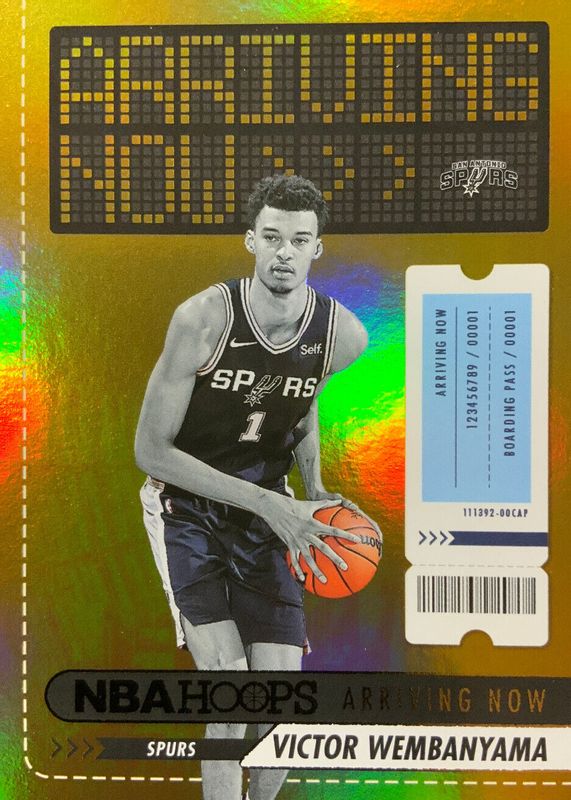 ARRIVING
NOW >>>
SAN ANTONIO
SPURS
Self.
SPURS
1
Wilson
ARRIVING NOW
123456789 / 00001
BOARDING PASS / 00001
111392-00CAP
>>>>
NBA HOOPS ARRIVING NOW
>>>> SPURS VICTOR WEMBANYAMA